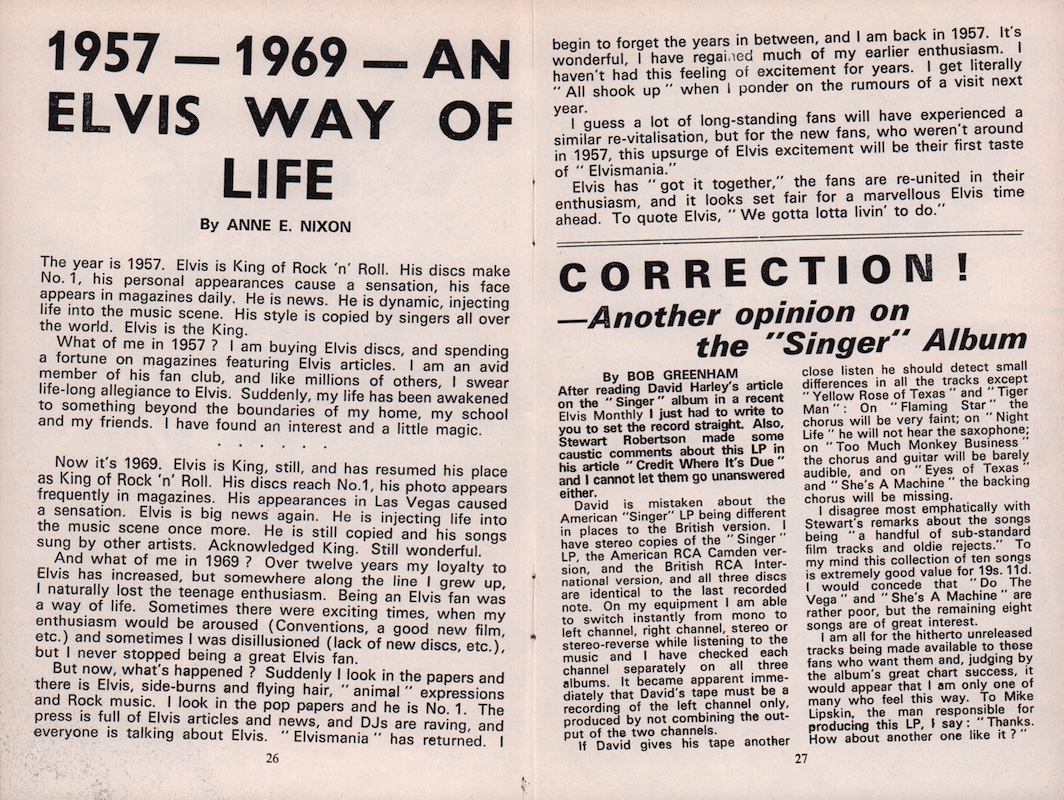 1957 — 1969 — AN
ELVIS WAY OF
LIFE
By ANNE E. NIXON
The year is 1957. Elvis is King of Rock 'n' Roll. His discs make
No. 1, his personal appearances cause a sensation, his face
appears in magazines daily. He is news. He is dynamic, injecting
life into the music scene. His style is copied by singers all over
the world. Elvis is the King.
What of me in 1957 ? I am buying Elvis discs, and spending
a fortune on magazines featuring Elvis articles. I am an avid
member of his fan club, and like millions of others, I swear
life-long allegiance to Elvis. Suddenly, my life has been awakened
to something beyond the boundaries of my home, my school
and my friends. I have found an interest and a little magic.
. . . . . .
Now it's 1969. Elvis is King, still, and has resumed his place
as King of Rock 'n' Roll. His discs reach No.1, his photo appears
frequently in magazines. His appearances in Las Vegas caused
a sensation. Elvis is big news again. He is injecting life into
the music scene once more. He is still copied and his songs
sung by other artists. Acknowledged King. Still wonderful.
And what of me in 1969 ? Over twelve years my loyalty to
Elvis has increased, but somewhere along the line I grew up,
I naturally lost the teenage enthusiasm. Being an Elvis fan was
a way of life. Sometimes there were exciting times, when my
enthusiasm would be aroused (Conventions, a good new film,
etc.) and sometimes I was disillusioned (lack of new discs, etc.),
but I never stopped being a great Elvis fan.
But now, what's happened ? Suddenly I look in the papers and
there is Elvis, side-burns and flying hair, "animal" expressions
and Rock music. I look in the pop papers and he is No. 1. The
press is full of Elvis articles and news, and DJs are raving, and
everyone is talking about Elvis. "Elvismania" has returned. I
26
begin to forget the years in between, and I am back in 1957. It's
wonderful, I have regained much of my earlier enthusiasm. I
haven't had this feeling of excitement for years. I get literally
"All shook up" when I ponder on the rumours of a visit next
year.
I guess a lot of long-standing fans will have experienced a
similar re-vitalisation, but for the new fans, who weren't around
in 1957, this upsurge of Elvis excitement will be their first taste
of "Elvismania."
Elvis has "got it together," the fans are re-united in their
enthusiasm, and it looks set fair for a marvellous Elvis time
ahead. To quote Elvis, "We gotta lotta livin' to do."
CORRECTION !
—Another opinion on
the "Singer" Album
By BOB GREENHAM
After reading David Harley's article
on the "Singer" album in a recent
Elvis Monthly I just had to write to
you to set the record straight. Also,
Stewart Robertson made some
caustic comments about this LP in
his article "Credit Where It's Due"
and I cannot let them go unanswered
either.
David is mistaken about the
American "Singer" LP being different
in places to the British version. I
have stereo copies of the "Singer"
LP, the American RCA Camden ver-
sion, and the British RCA Inter-
national version, and all three discs
are identical to the last recorded
note. On my equipment I am able
to switch instantly from mono to
left channel, right channel, stereo or
stereo-reverse while listening to the
music and I have checked each
channel separately on all three
albums. It became apparent imme-
diately that David's tape must be a
recording of the left channel only,
produced by not combining the out-
put of the two channels.
If David gives his tape another
close listen he should detect small
differences in all the tracks except
"Yellow Rose of Texas" and "Tiger
Man": On "Flaming Star" the
chorus will be very faint; on "Night
Life" he will not hear the saxophone;
on "Too Much Monkey Business"
the chorus and guitar will be barely
audible, and on "Eyes of Texas"
and "She's A Machine" the backing
chorus will be missing.
I disagree most emphatically with
Stewart's remarks about the songs
being "a handful of sub-standard
film tracks and oldie rejects." To
my mind this collection of ten songs
is extremely good value for 19s. 11d.
I would concede that "Do The
Vega" and "She's A Machine" are
rather poor, but the remaining eight
songs are of great interest.
I am all for the hitherto unreleased
tracks being made available to those
fans who want them and, judging by
the album's great chart success, it
would appear that I am only one of
many who feel this way. To Mike
Lipskin, the man responsible for
producing this LP, I say : "Thanks.
How about another one like it ?"
27